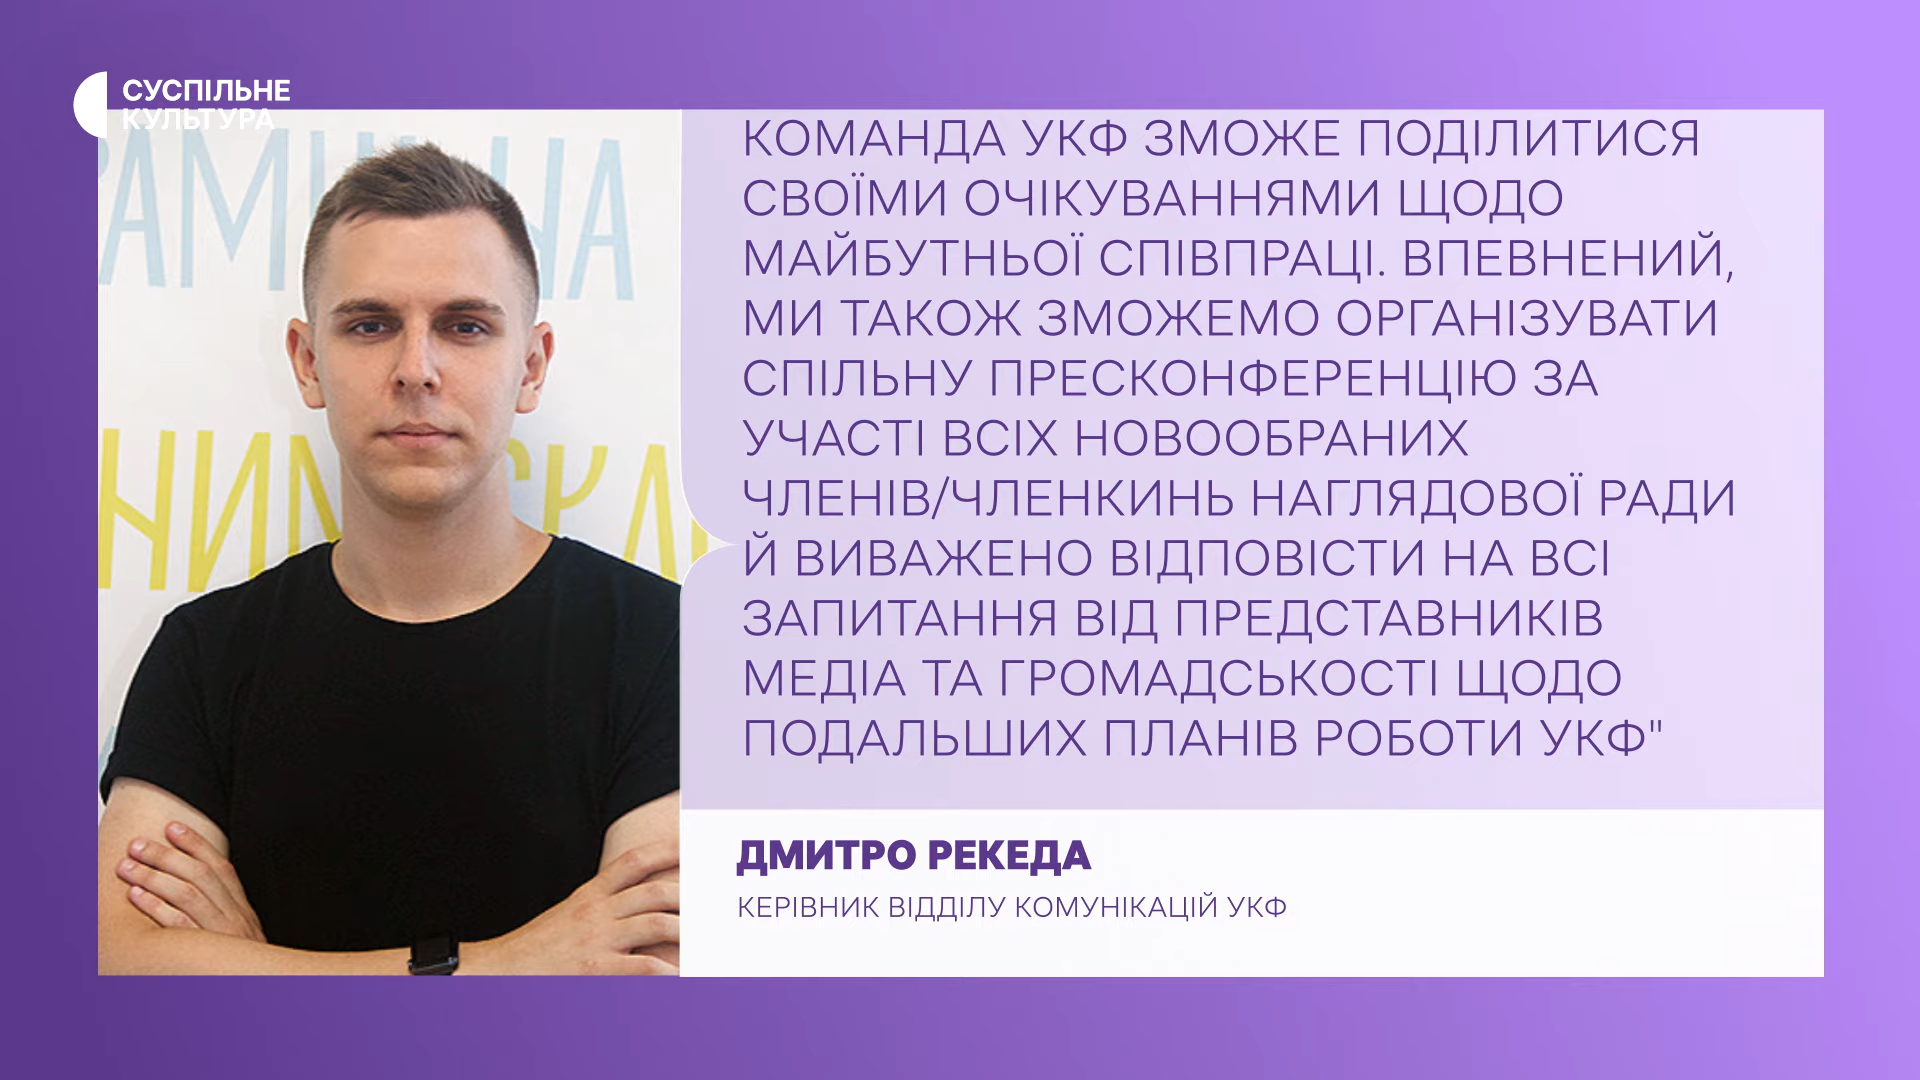 СУСПІЛЬНЕ
КУЛЬТУРА
КОМАНДА УКФ ЗМОЖЕ ПОДІЛИТИСЯ
СВОЇМИ ОЧІКУВАННЯМИ ЩОДО
МАЙБУТНЬОЇ СПІВПРАЦІ. ВПЕВНЕНИЙ,
МИ ТАКОЖ ЗМОЖЕМО ОРГАНІЗУВАТИ
СПІЛЬНУ ПРЕСКОНФЕРЕНЦІЮ ЗА
УЧАСТІ ВСІХ НОВООБРАНИХ
ЧЛЕНІВ/ЧЛЕНКИНЬ НАГЛЯДОВОЇ РАДИ
Й ВИВАЖЕНО ВІДПОВІСТИ НА ВСІ
ЗАПИТАННЯ ВІД ПРЕДСТАВНИКІВ
МЕДІА ТА ГРОМАДСЬКОСТІ ЩОДО
ПОДАЛЬШИХ ПЛАНІВ РОБОТИ УКФ"
ДМИТРО РЕКЕДА
КЕРІВНИК ВІДДІЛУ КОМУНІКАЦІЙ УКФ